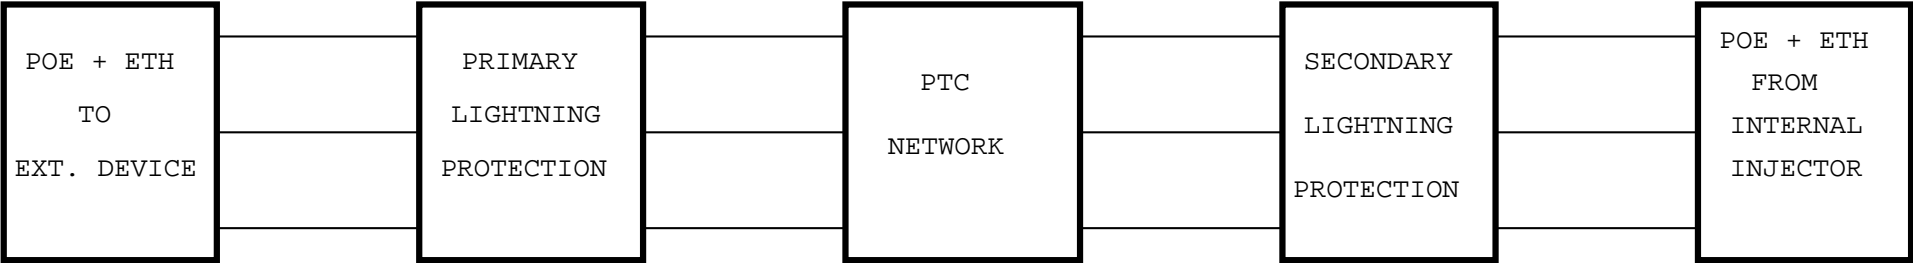 POE + ETH
TO
EXT. DEVICE
PRIMARY
LIGHTNING
PROTECTION
PTC
NETWORK
SECONDARY
LIGHTNING
PROTECTION
POE + ETH
FROM
INTERNAL
INJECTOR